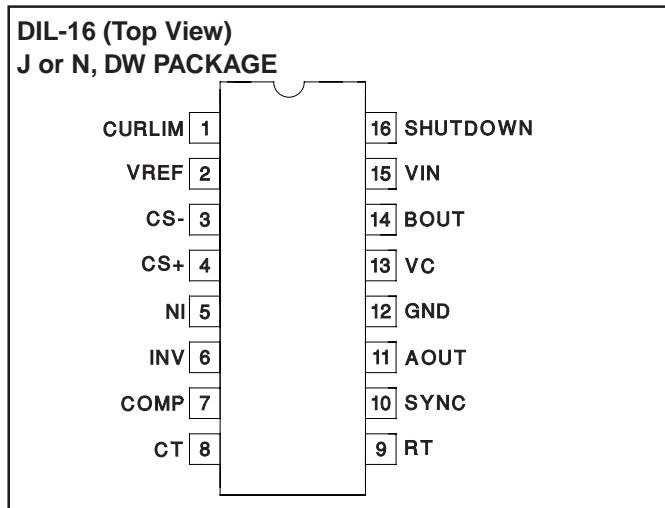 DIL-16 (Top View)
J or N, DW PACKAGE
CURLIM 1 16 SHUTDOWN
VREF 2 15 VIN
CS- 3 14 BOUT
CS+ 4 13 VC
NI 5 12 GND
INV 6 11 AOUT
COMP 7 10 SYNC
CT 8 9 RT